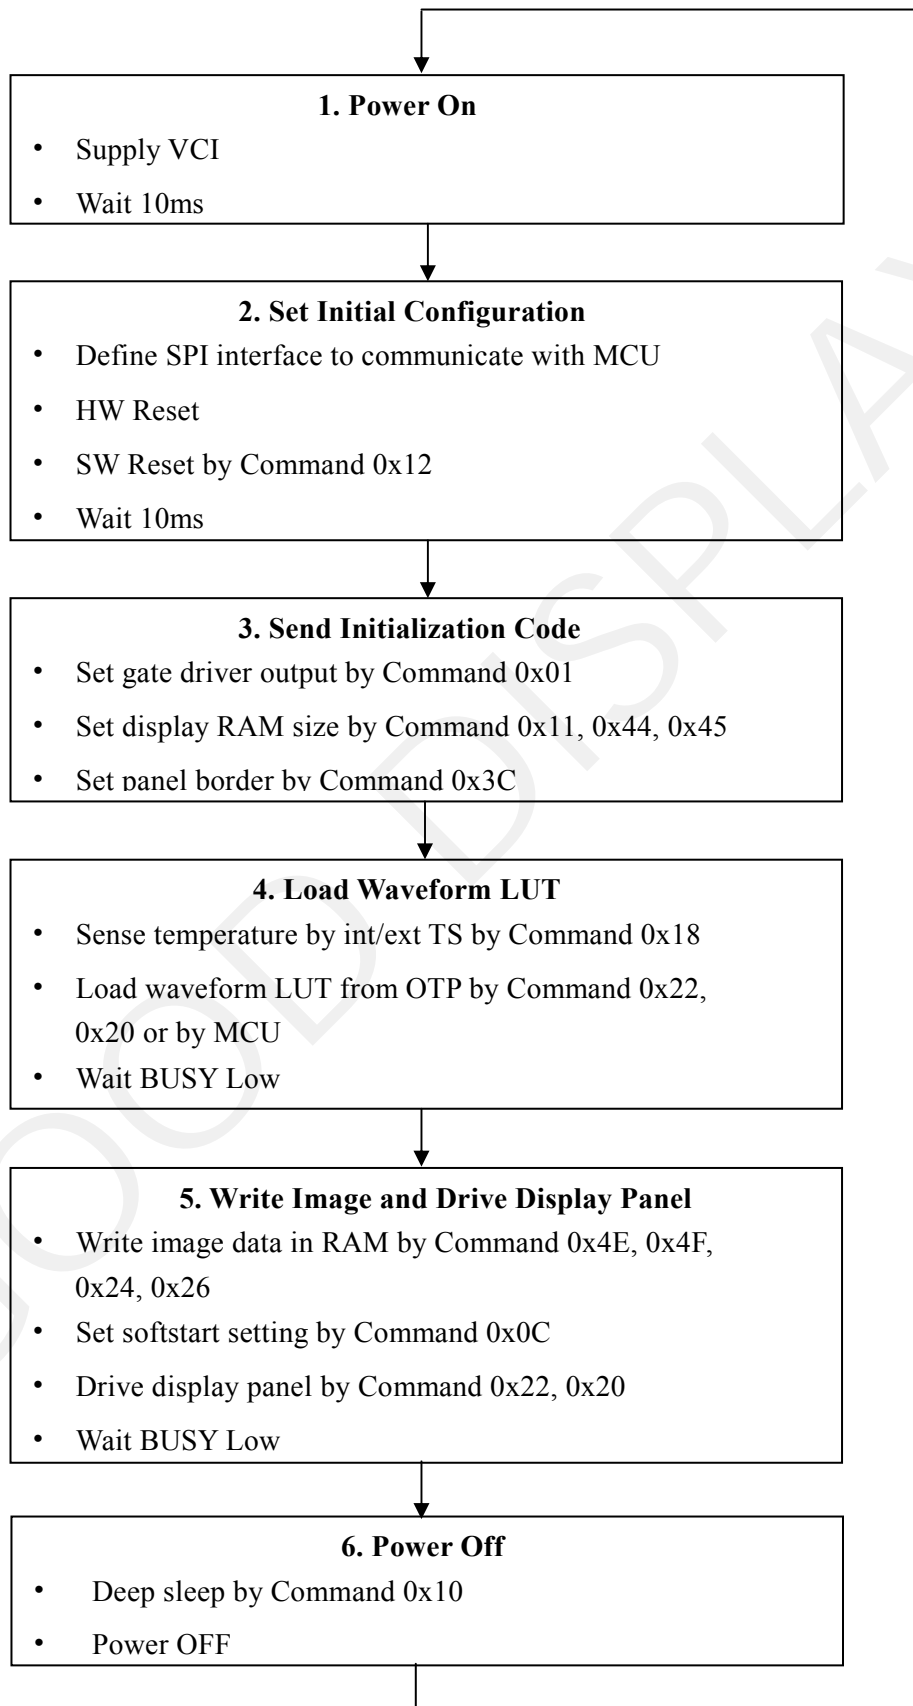 1. Power On
• Supply VCI
• Wait 10ms
2. Set Initial Configuration
• Define SPI interface to communicate with MCU
• HW Reset
• SW Reset by Command 0x12
• Wait 10ms
3. Send Initialization Code
• Set gate driver output by Command 0x01
• Set display RAM size by Command 0x11, 0x44, 0x45
• Set panel border by Command 0x3C
4. Load Waveform LUT
• Sense temperature by int/ext TS by Command 0x18
• Load waveform LUT from OTP by Command 0x22,
0x20 or by MCU
• Wait BUSY Low
5. Write Image and Drive Display Panel
• Write image data in RAM by Command 0x4E, 0x4F,
0x24, 0x26
• Set softstart setting by Command 0x0C
• Drive display panel by Command 0x22, 0x20
• Wait BUSY Low
6. Power Off
• Deep sleep by Command 0x10
• Power OFF
GOOD DISPLAY